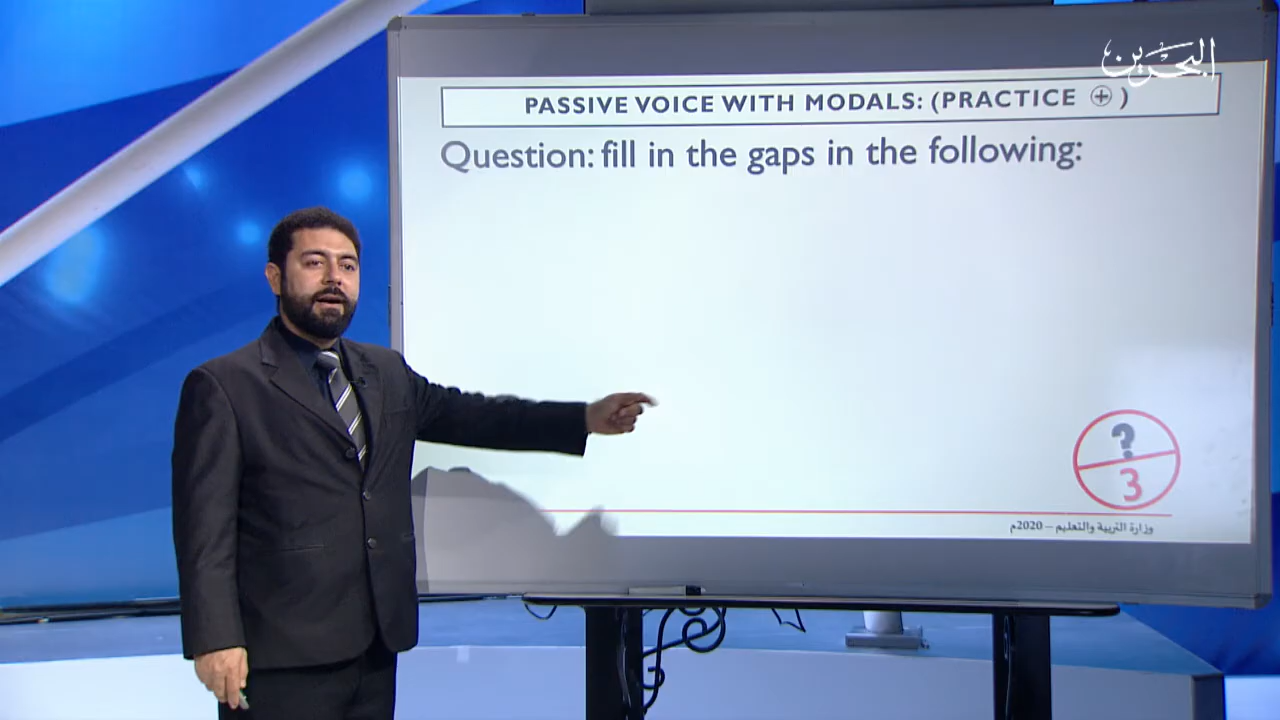 البحرين
PASSIVE VOICE WITH MODALS: (PRACTICE + )
Question: fill in the gaps in the following:
?
3
وزارة التربية والتعليم – 2020م